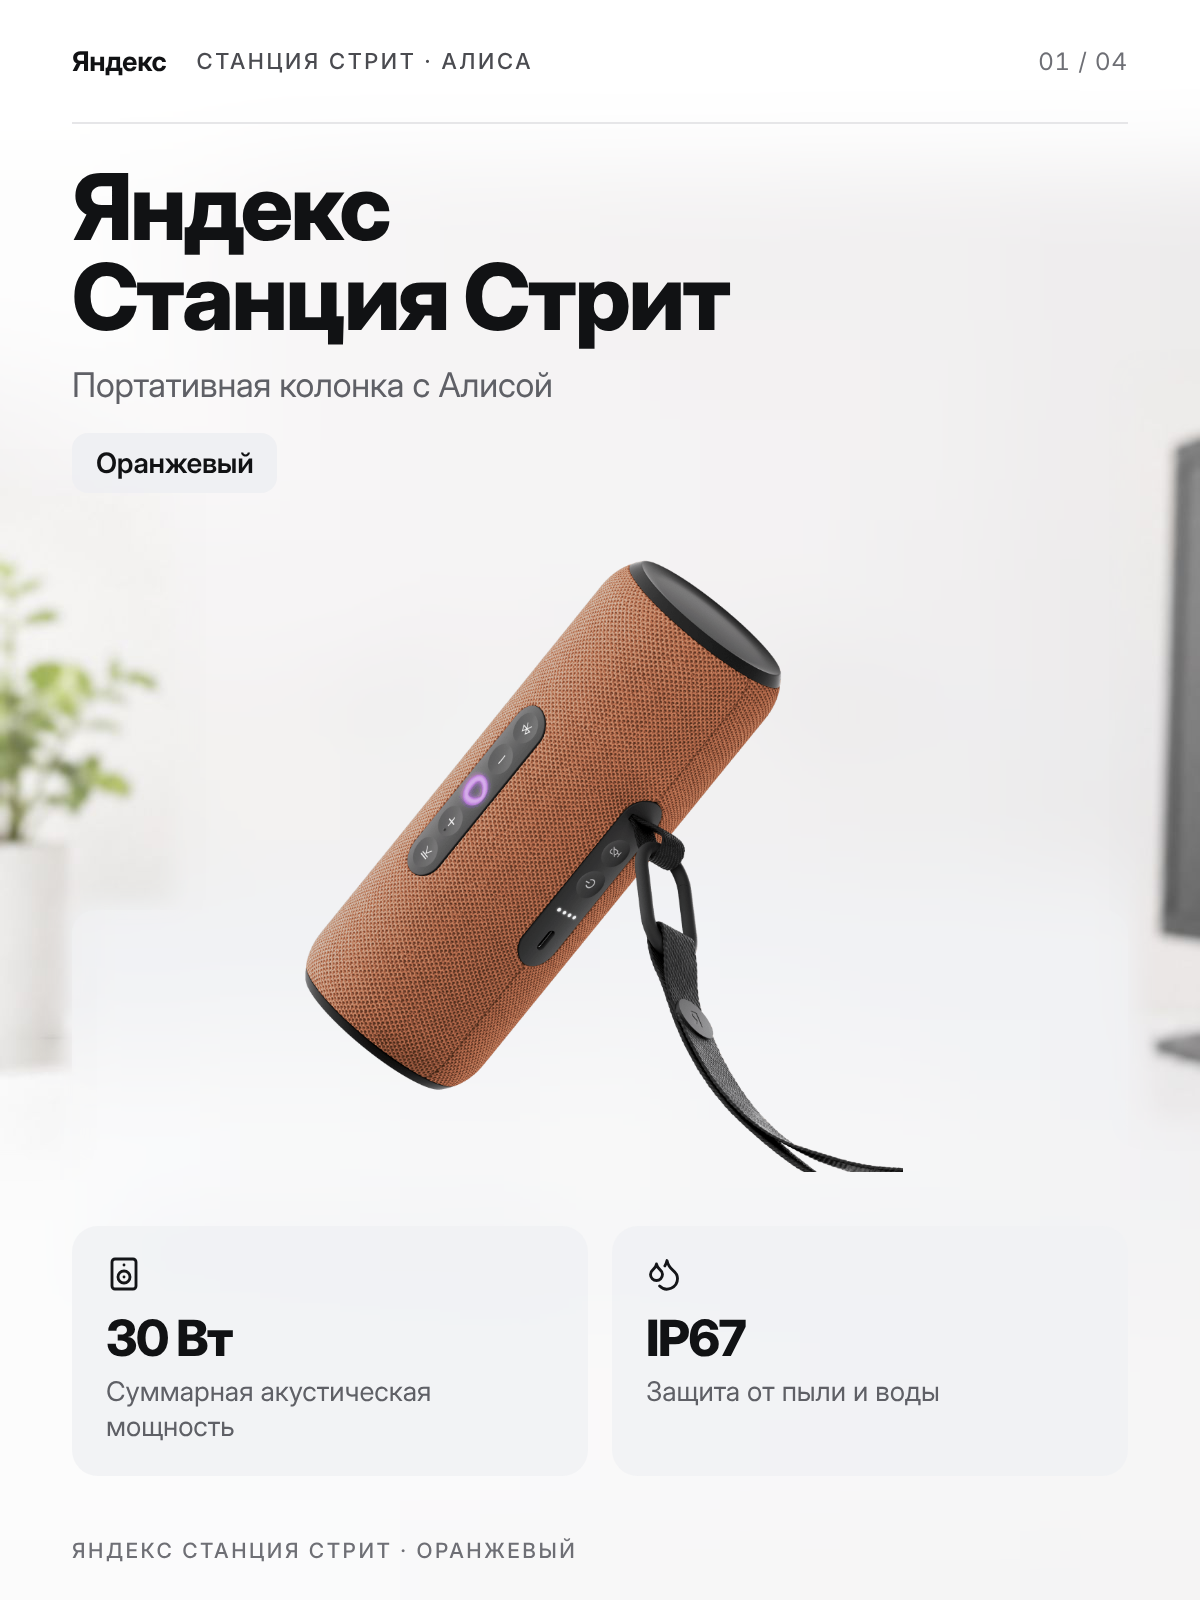 Яндекс СТАНЦИЯ СТРИТ · АЛИСА 01 / 04
Яндекс
Станция Стрит
Портативная колонка с Алисой
Оранжевый
30 Вт
Суммарная акустическая
мощность
IP67
Защита от пыли и воды
ЯНДЕКС СТАНЦИЯ СТРИТ · ОРАНЖЕВЫЙ